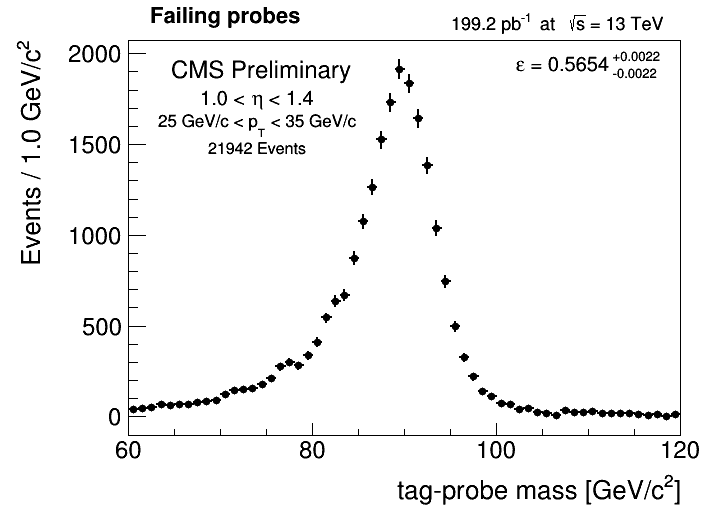 Failing probes
199.2 pb⁻¹ at √s = 13 TeV
CMS Preliminary
1.0 < η < 1.4
25 GeV/c < p_T < 35 GeV/c
21942 Events
ε = 0.5654 +0.0022 -0.0022
Events / 1.0 GeV/c²
2000
1500
1000
500
0
60 80 100 120
tag-probe mass [GeV/c²]